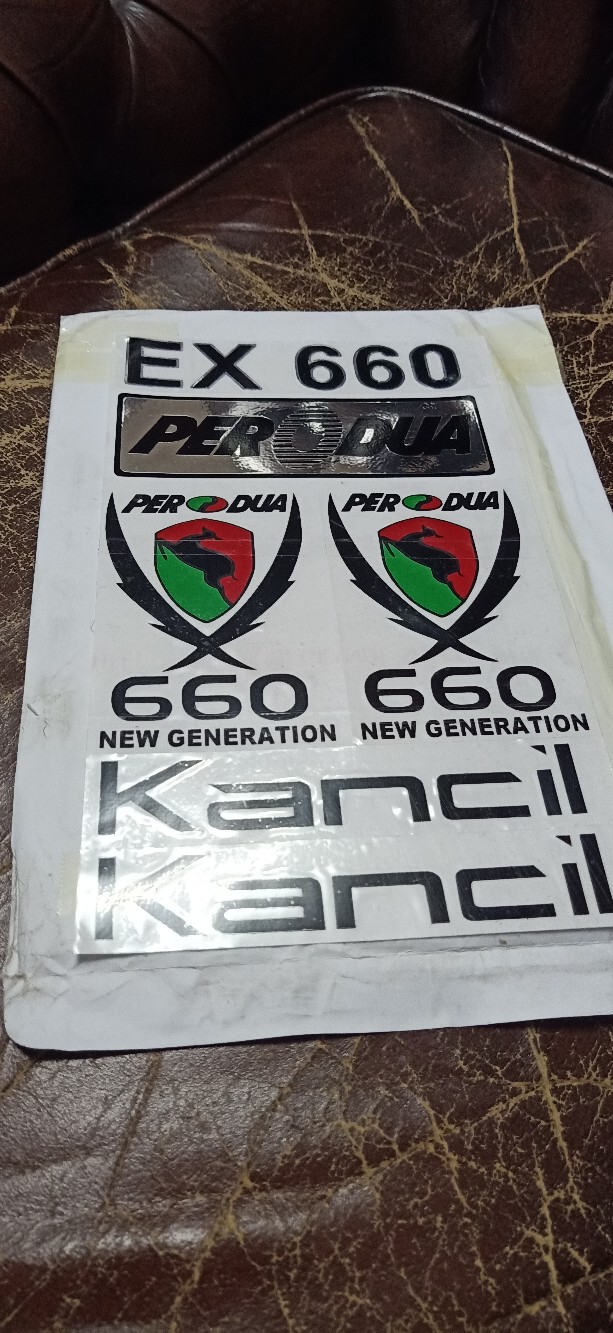 EX 660
PERODUA
PERODUA PERODUA
660 660
NEW GENERATION NEW GENERATION
Kancil
Kancil